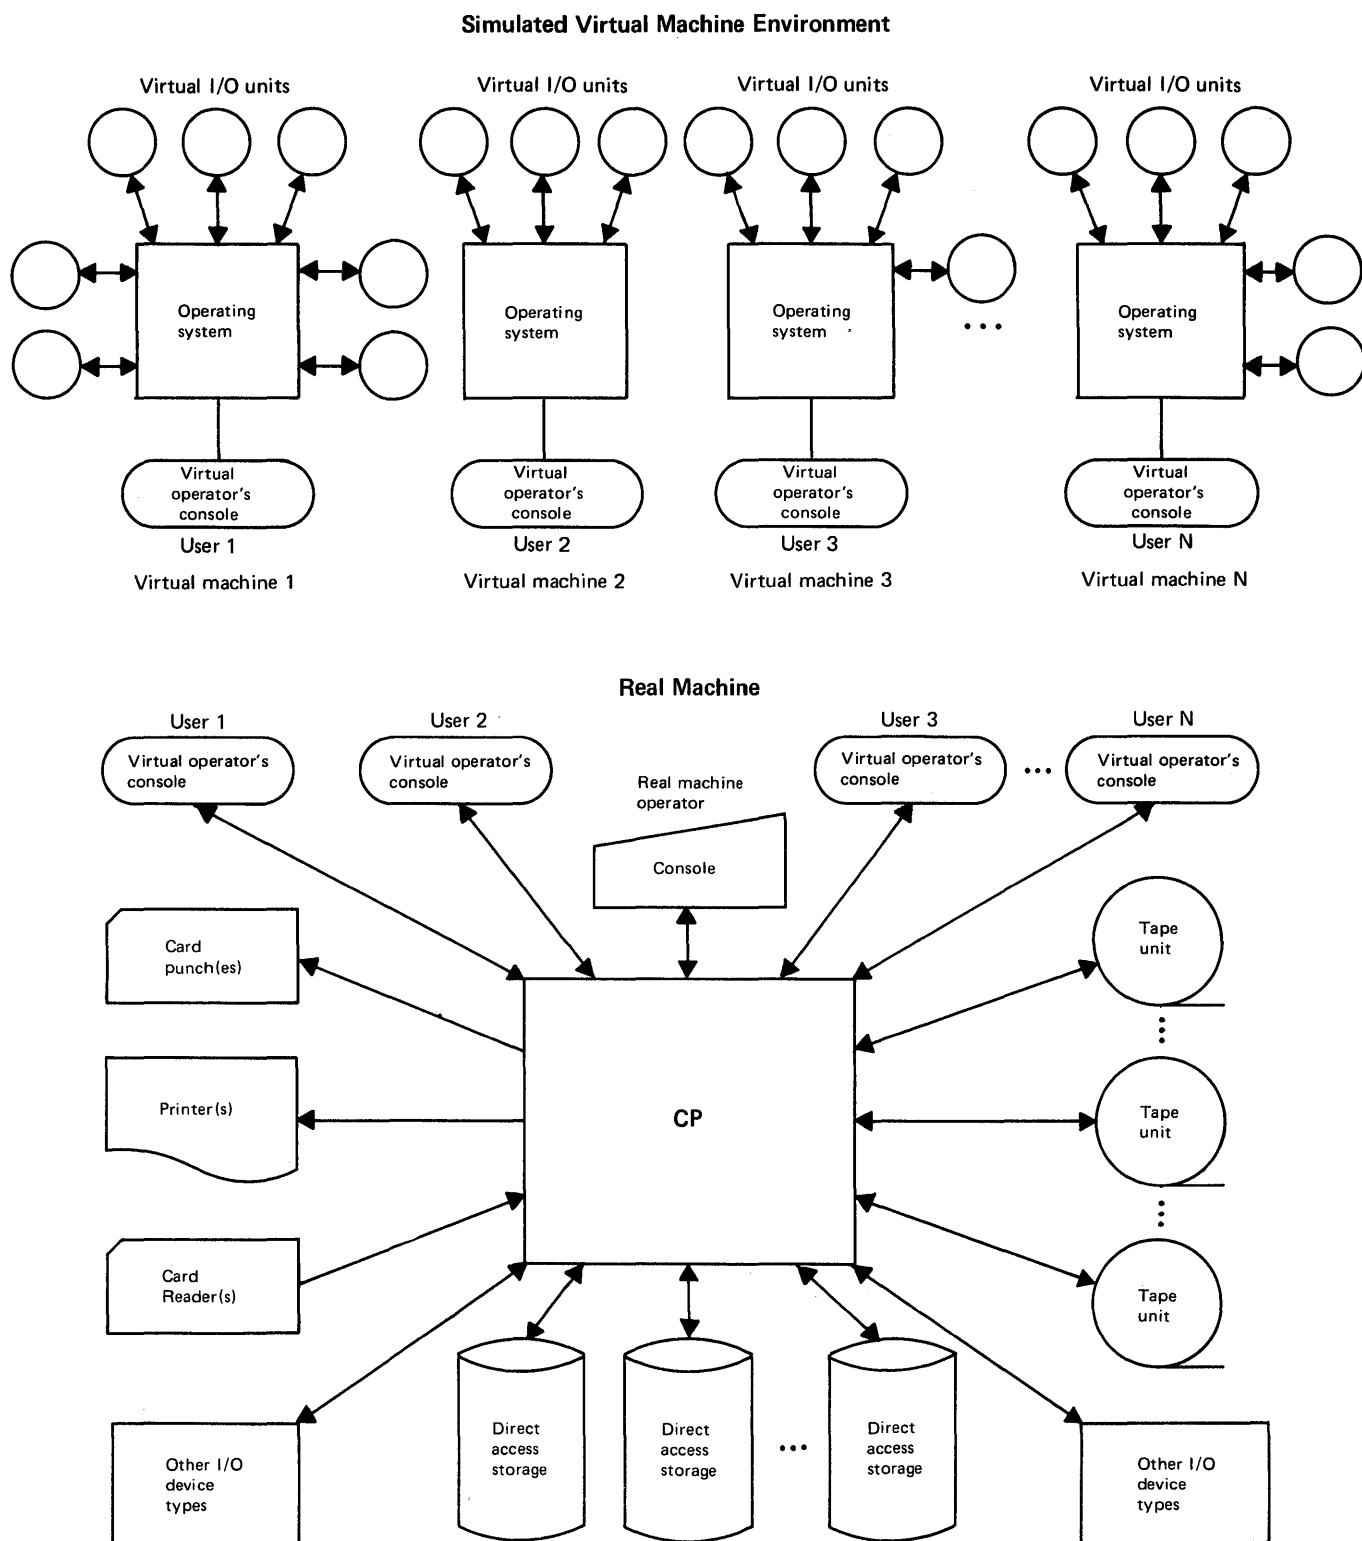 Simulated Virtual Machine Environment
Virtual I/O units
Virtual I/O units
Virtual I/O units
Virtual I/O units
Operating
system
Operating
system
Operating
system
Operating
system
Virtual
operator's
console
Virtual
operator's
console
Virtual
operator's
console
Virtual
operator's
console
User 1
User 2
User 3
User N
Virtual machine 1
Virtual machine 2
Virtual machine 3
Virtual machine N
Real Machine
User 1
User 2
User 3
User N
Virtual operator's
console
Virtual operator's
console
Real machine
operator
Virtual operator's
console
Virtual operator's
console
Console
Card
punch(es)
Tape
unit
Printer(s)
CP
Tape
unit
Card
Reader(s)
Tape
unit
Other I/O
device
types
Direct
access
storage
Direct
access
storage
Direct
access
storage
Other I/O
device
types